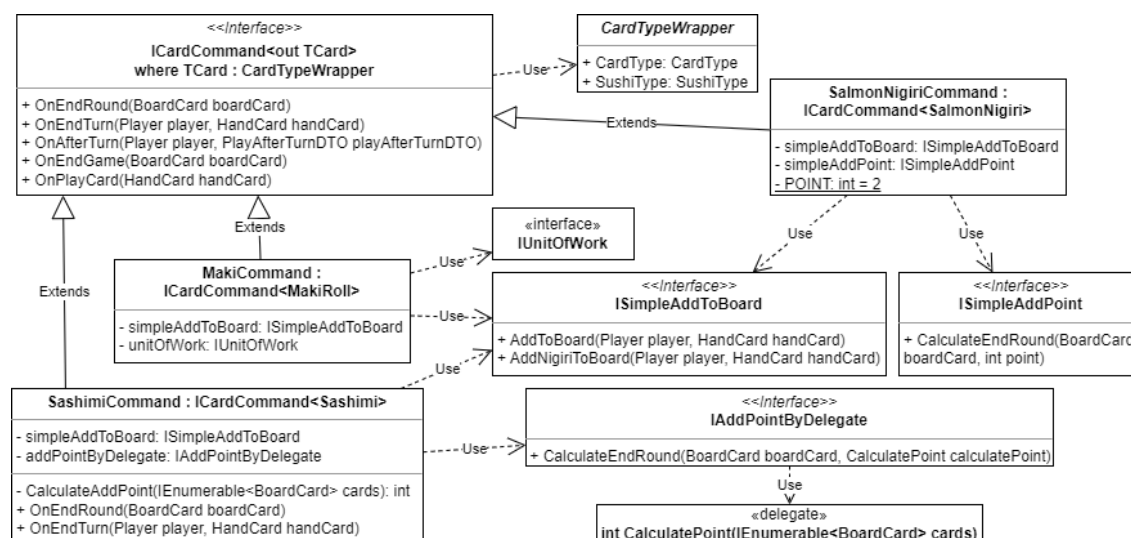 <<Interface>>
ICardCommand<out TCard>
where TCard : CardTypeWrapper
+ OnEndRound(BoardCard boardCard)
+ OnEndTurn(Player player, HandCard handCard)
+ OnAfterTurn(Player player, PlayAfterTurnDTO playAfterTurnDTO)
+ OnEndGame(BoardCard boardCard)
+ OnPlayCard(HandCard handCard)
Use
CardTypeWrapper
+ CardType: CardType
+ SushiType: SushiType
Extends
SalmonNigiriCommand :
ICardCommand<SalmonNigiri>
- simpleAddToBoard: ISimpleAddToBoard
- simpleAddPoint: ISimpleAddPoint
- POINT: int = 2
Extends
Extends
Use
Use
«interface»
IUnitOfWork
Use
MakiCommand :
ICardCommand<MakiRoll>
- simpleAddToBoard: ISimpleAddToBoard
- unitOfWork: IUnitOfWork
Use
<<Interface>>
ISimpleAddToBoard
+ AddToBoard(Player player, HandCard handCard)
+ AddNigiriToBoard(Player player, HandCard handCard)
<<Interface>>
ISimpleAddPoint
+ CalculateEndRound(BoardCard
boardCard, int point)
Use
SashimiCommand : ICardCommand<Sashimi>
- simpleAddToBoard: ISimpleAddToBoard
- addPointByDelegate: IAddPointByDelegate
- CalculateAddPoint(IEnumerable<BoardCard> cards): int
+ OnEndRound(BoardCard boardCard)
+ OnEndTurn(Player player, HandCard handCard)
Use
<<Interface>>
IAddPointByDelegate
+ CalculateEndRound(BoardCard boardCard, CalculatePoint calculatePoint)
Use
«delegate»
int CalculatePoint(IEnumerable<BoardCard> cards)